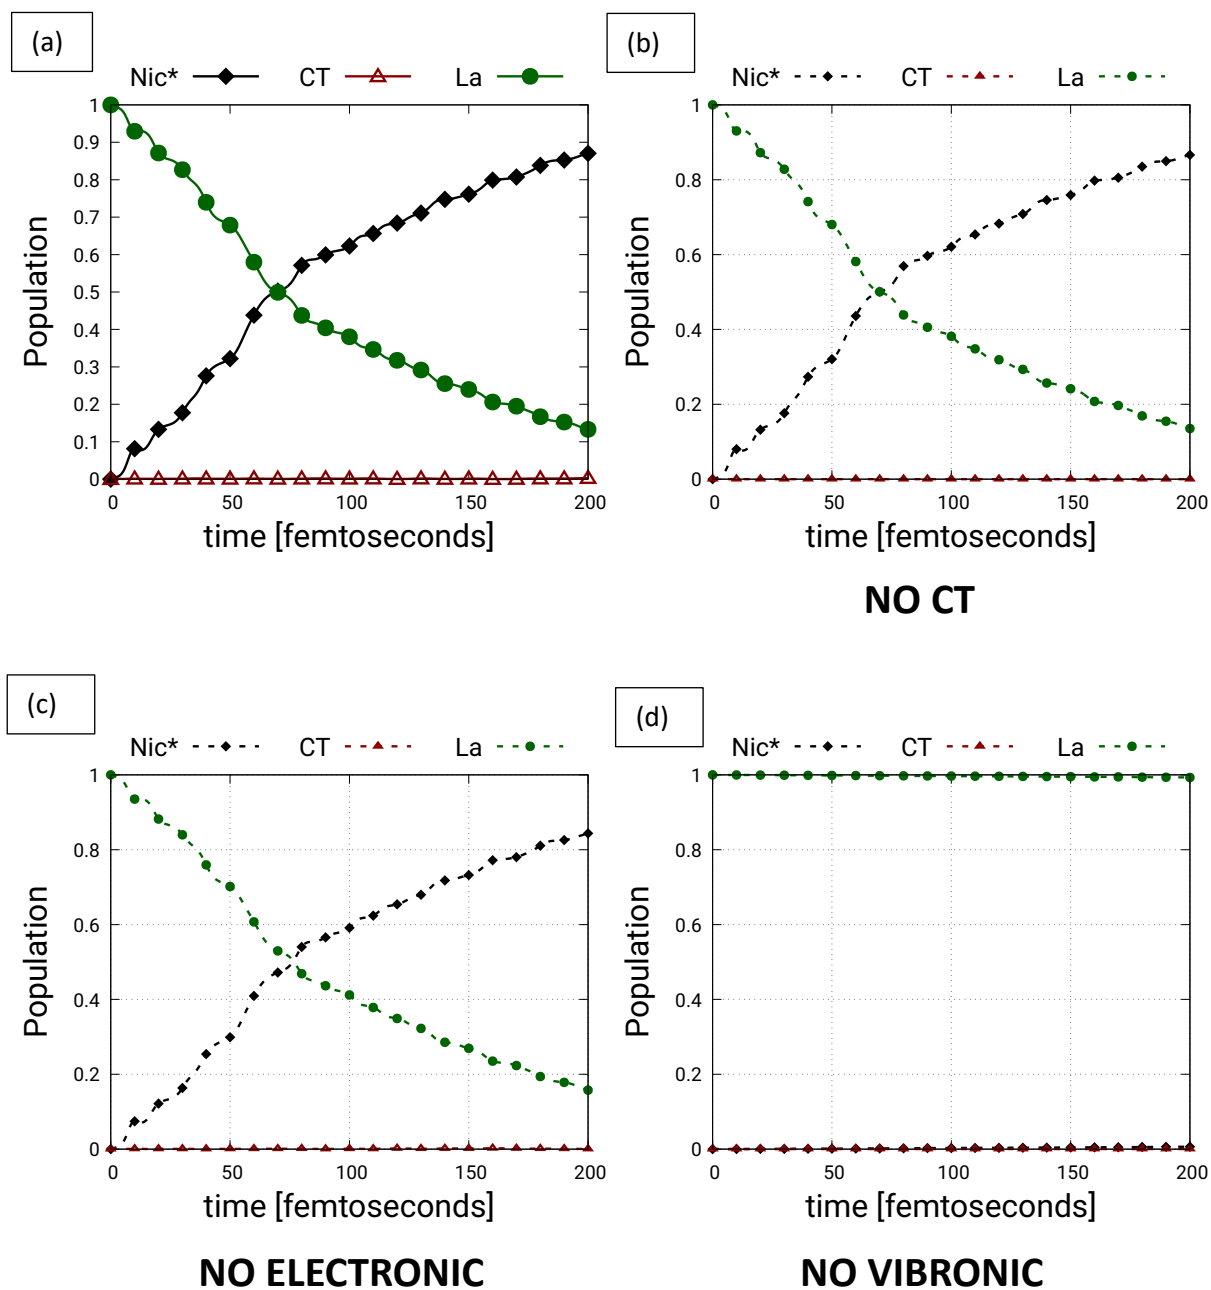 (a)
Nic* CT La
1
0.9
0.8
0.7
0.6
0.5
0.4
0.3
0.2
0.1
0
Population
0 50 100 150 200
time [femtoseconds]
(b)
Nic* CT La
1
0.8
0.6
0.4
0.2
0
Population
0 50 100 150 200
time [femtoseconds]
NO CT
(c)
Nic* CT La
1
0.8
0.6
0.4
0.2
0
Population
0 50 100 150 200
time [femtoseconds]
NO ELECTRONIC
(d)
Nic* CT La
1
0.8
0.6
0.4
0.2
0
Population
0 50 100 150 200
time [femtoseconds]
NO VIBRONIC